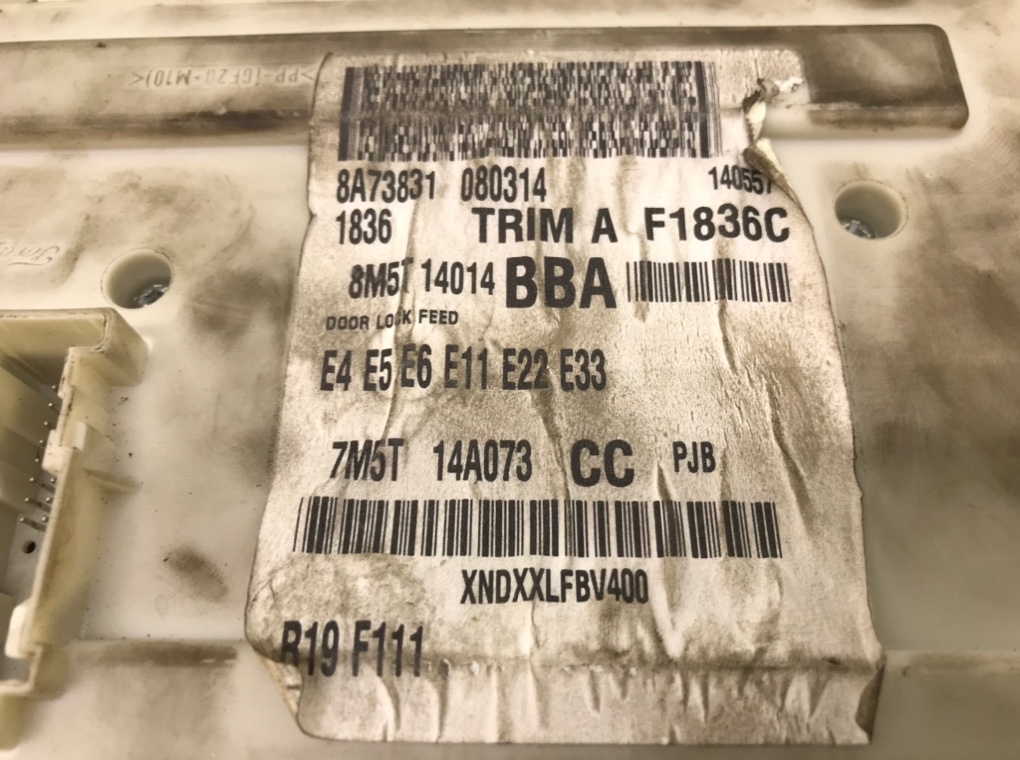 >PP-(GF20+M10)<
8A73831 080314 140557
1836 TRIM A F1836C
8M5T 14014 BBA
DOOR LOCK FEED
E4 E5 E6 E11 E22 E33
7M5T 14A073 CC PJB
XNDXXLFBV400
R19 F111